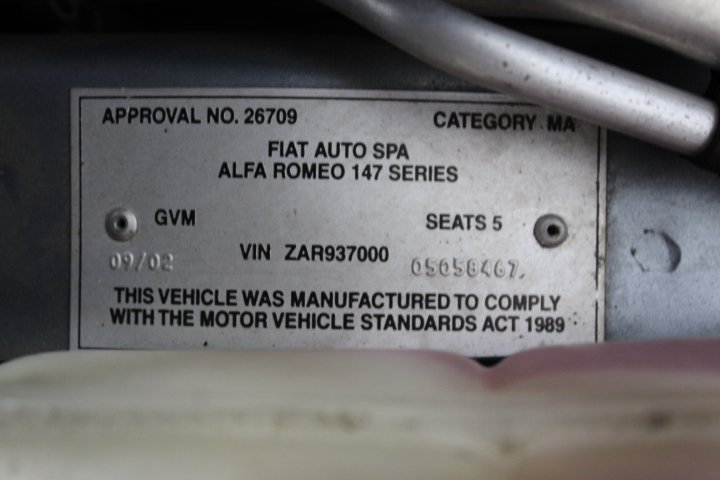 APPROVAL NO. 26709 CATEGORY MA
FIAT AUTO SPA
ALFA ROMEO 147 SERIES
GVM SEATS 5
09/02 VIN ZAR937000 05058467.
THIS VEHICLE WAS MANUFACTURED TO COMPLY
WITH THE MOTOR VEHICLE STANDARDS ACT 1989